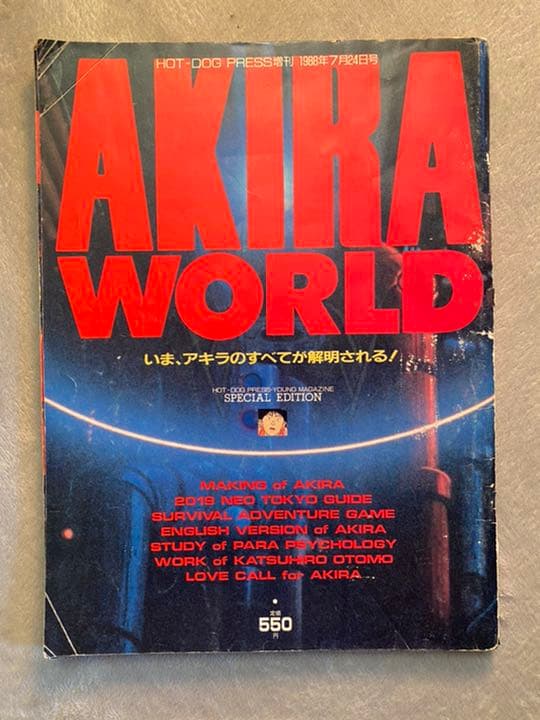 HOT-DOG PRESS増刊 1988年7月24日号
AKIRA
WORLD
いま、アキラのすべてが解明される!
HOT-DOG PRESS・YOUNG MAGAZINE
SPECIAL EDITION
MAKING of AKIRA
2019 NEO TOKYO GUIDE
SURVIVAL ADVENTURE GAME
ENGLISH VERSION of AKIRA
STUDY of PARA PSYCHOLOGY
WORK of KATSUHIRO OTOMO
LOVE CALL for AKIRA
定価
550
円